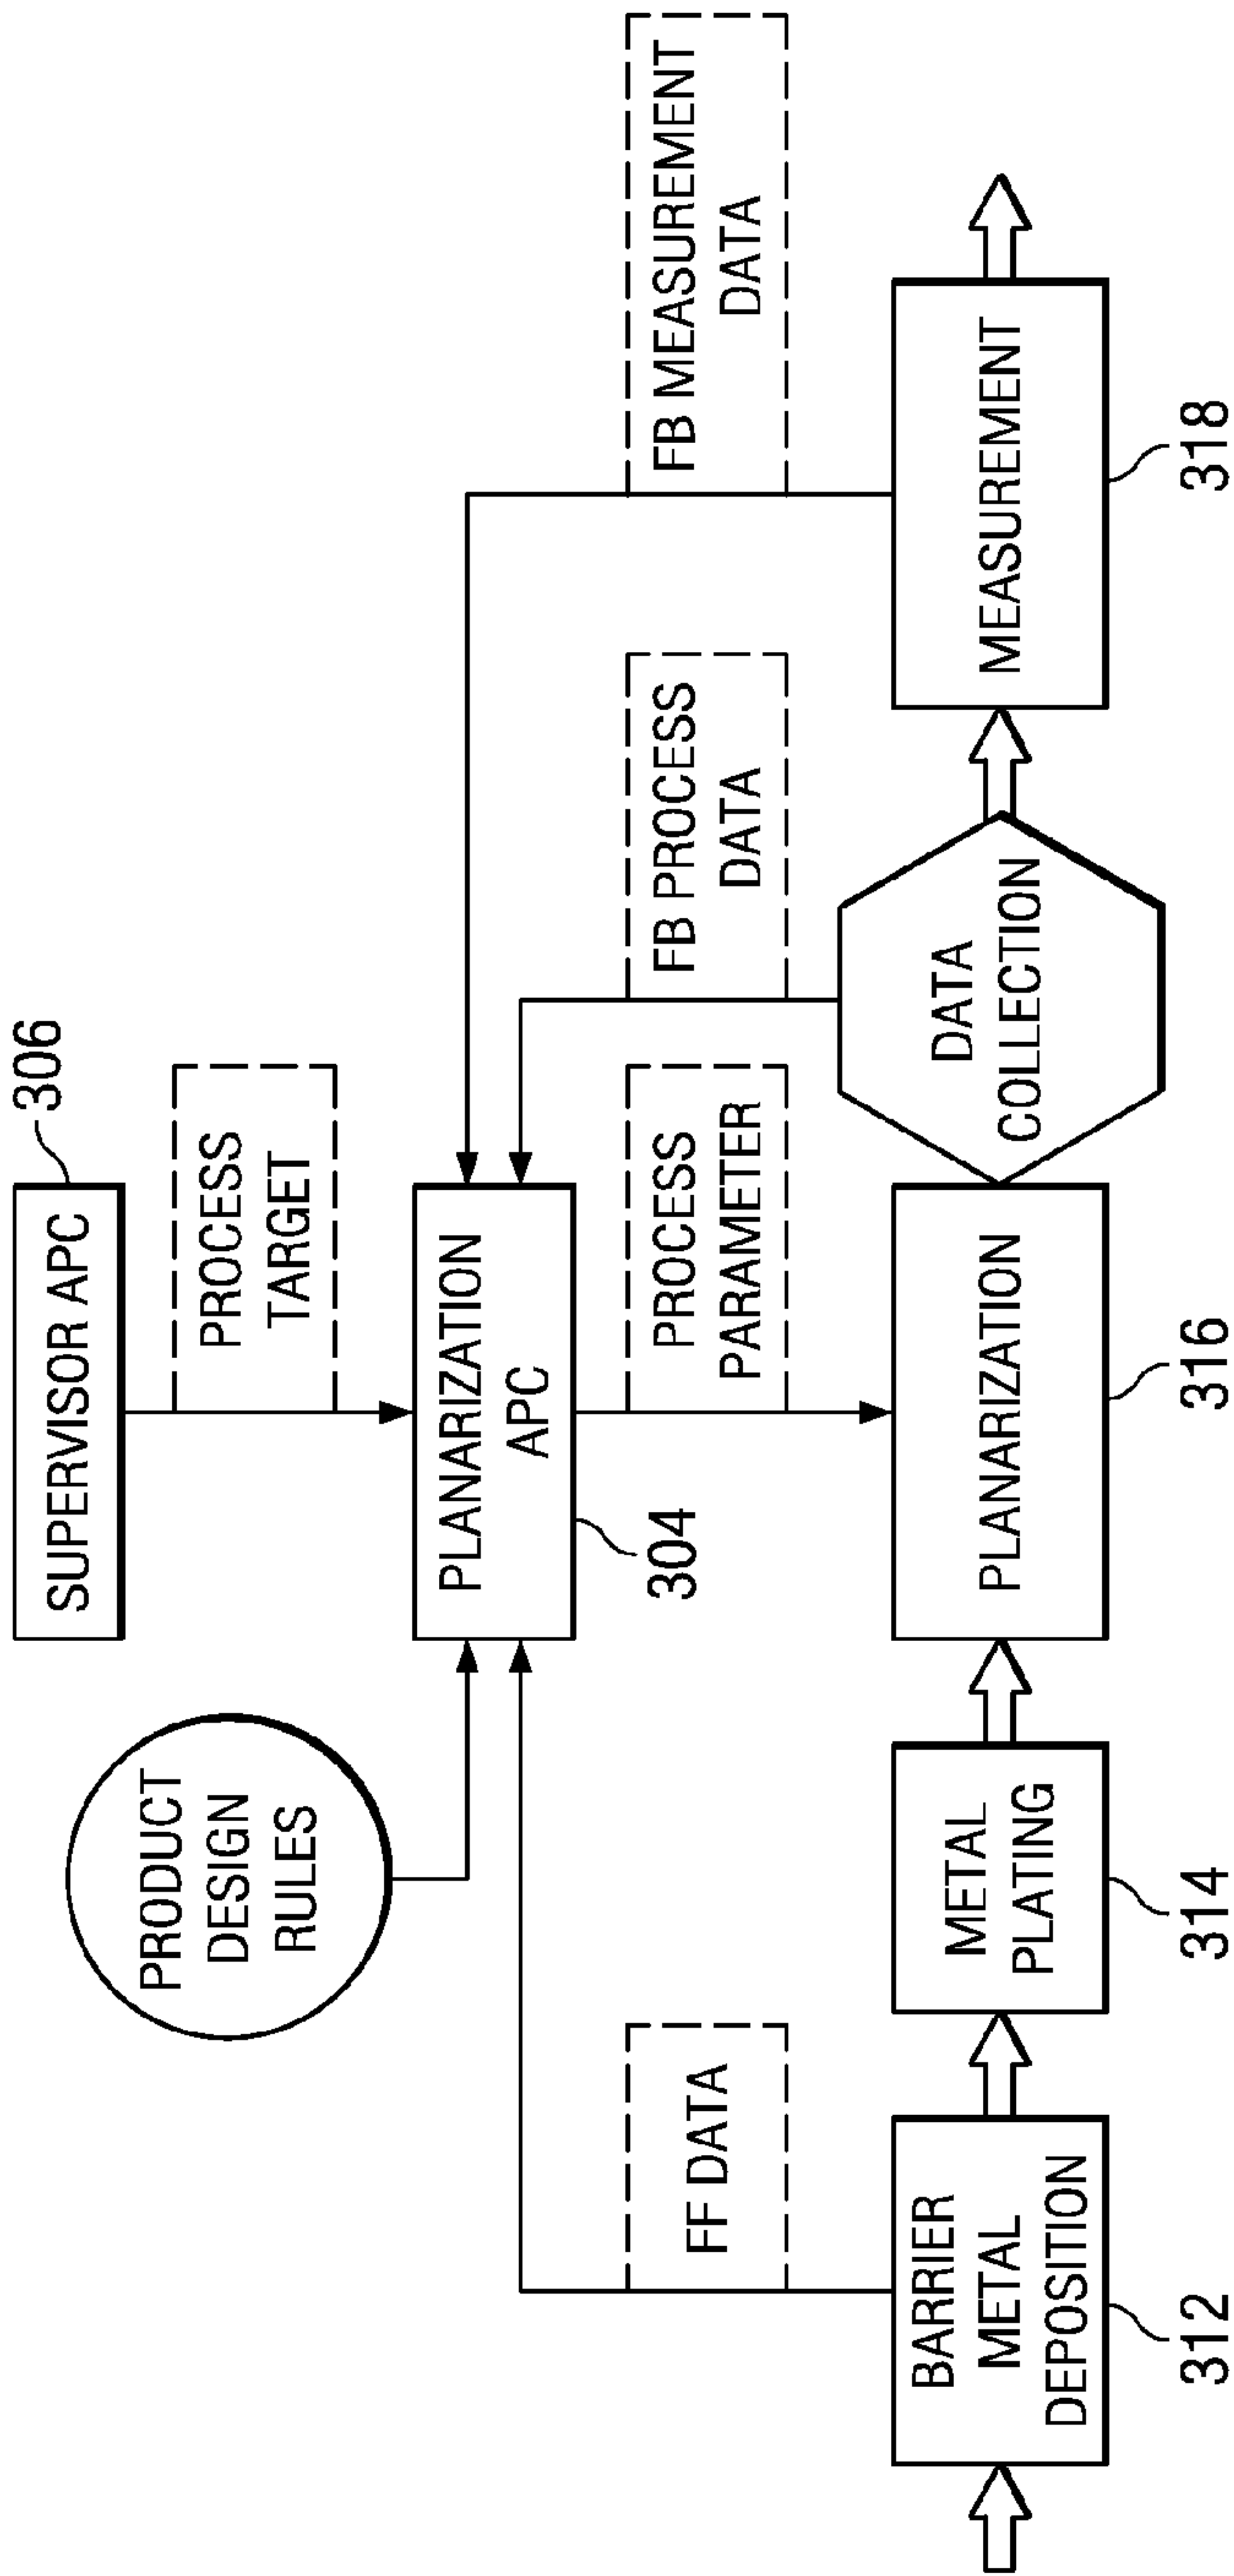 SUPERVISOR APC
306
PROCESS
TARGET
PRODUCT
DESIGN
RULES
PLANARIZATION
APC
304
FF DATA
PROCESS
PARAMETER
FB PROCESS
DATA
FB MEASUREMENT
DATA
BARRIER
METAL
DEPOSITION
312
METAL
PLATING
314
PLANARIZATION
316
DATA
COLLECTION
MEASUREMENT
318